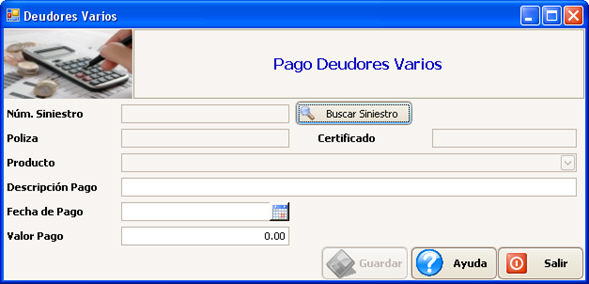 Deudores Varios
Pago Deudores Varios
Núm. Siniestro
Buscar Siniestro
Poliza
Certificado
Producto
Descripción Pago
Fecha de Pago
Valor Pago
0.00
Guardar
Ayuda
Salir